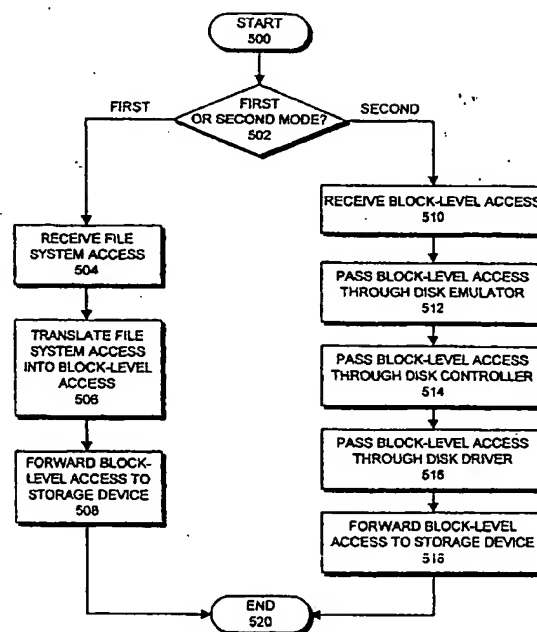 START
500
FIRST
FIRST
OR SECOND MODE?
502
SECOND
RECEIVE FILE
SYSTEM ACCESS
504
TRANSLATE FILE
SYSTEM ACCESS
INTO BLOCK-LEVEL
ACCESS
506
FORWARD BLOCK-
LEVEL ACCESS TO
STORAGE DEVICE
508
RECEIVE BLOCK-LEVEL ACCESS
510
PASS BLOCK-LEVEL ACCESS
THROUGH DISK EMULATOR
512
PASS BLOCK-LEVEL ACCESS
THROUGH DISK CONTROLLER
514
PASS BLOCK-LEVEL ACCESS
THROUGH DISK DRIVER
516
FORWARD BLOCK-LEVEL
ACCESS TO STORAGE DEVICE
518
END
520